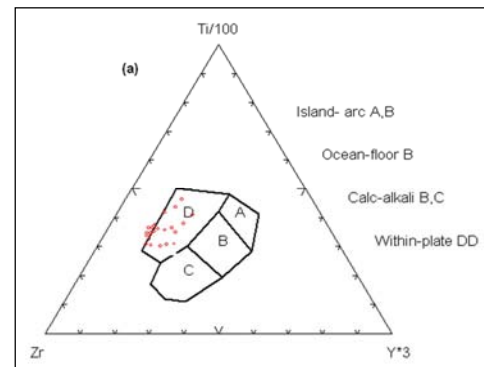 Ti/100
(a)
Island- arc A,B
Ocean-floor B
Calc-alkali B,C
Within-plate DD
D
A
B
C
Zr
Y*3